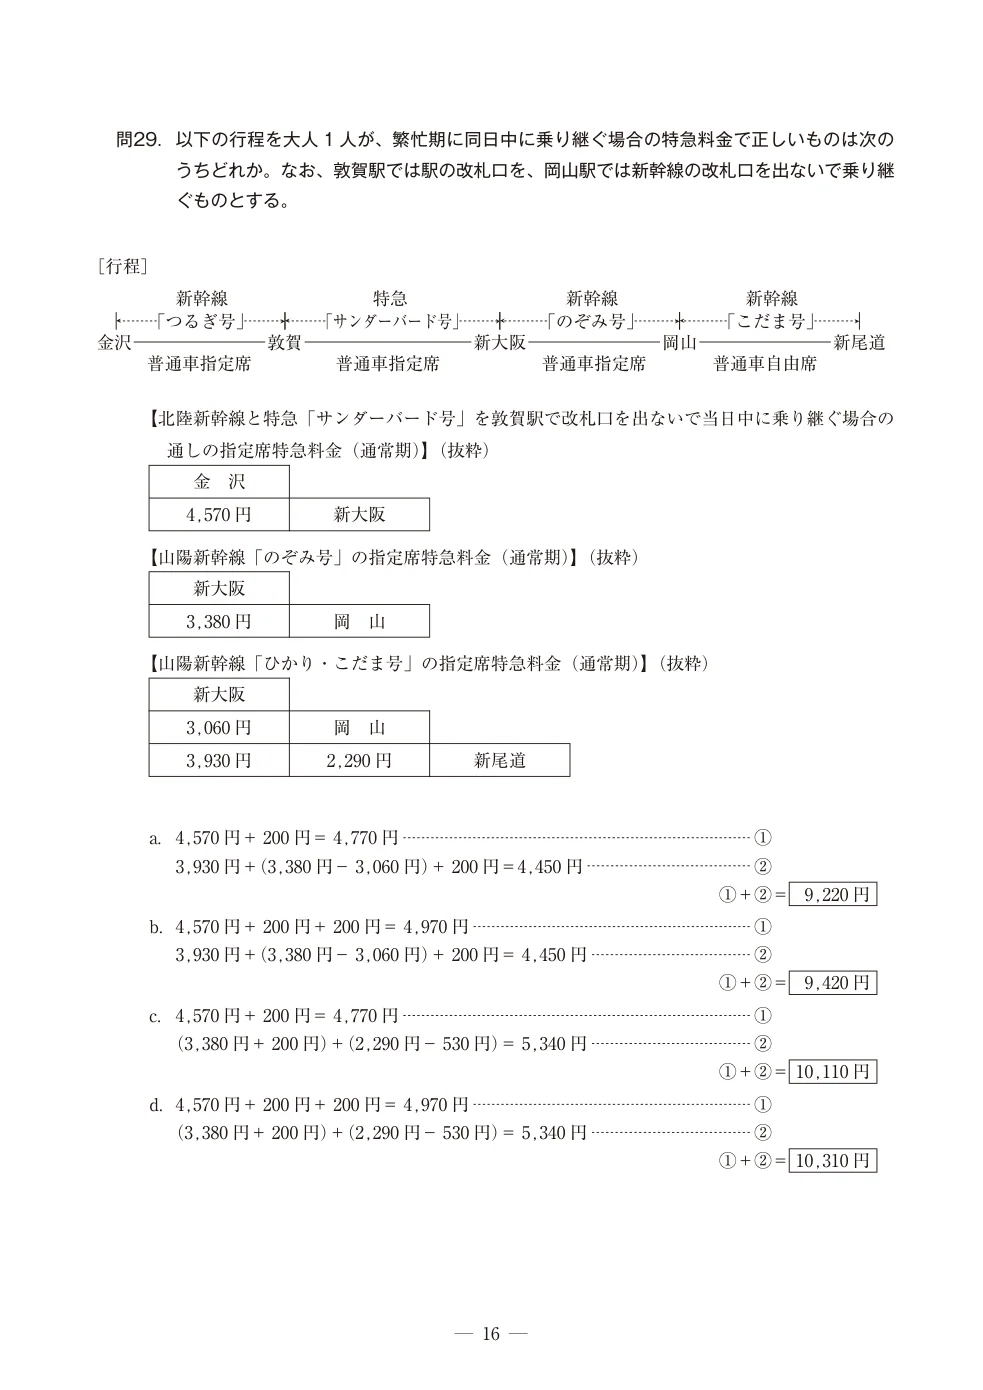 問29. 以下の行程を大人1人が、繁忙期に同日中に乗り継ぐ場合の特急料金で正しいものは次の
うちどれか。なお、敦賀駅では駅の改札口を、岡山駅では新幹線の改札口を出ないで乗り継
ぐものとする。
［行程］
新幹線 特急 新幹線 新幹線
「つるぎ号」 「サンダーバード号」 「のぞみ号」 「こだま号」
金沢 敦賀 新大阪 岡山 新尾道
普通車指定席 普通車指定席 普通車指定席 普通車自由席
【北陸新幹線と特急「サンダーバード号」を敦賀駅で改札口を出ないで当日中に乗り継ぐ場合の
通しの指定席特急料金（通常期）】（抜粋）
金　沢
4,570円 新大阪
【山陽新幹線「のぞみ号」の指定席特急料金（通常期）】（抜粋）
新大阪
3,380円 岡　山
【山陽新幹線「ひかり・こだま号」の指定席特急料金（通常期）】（抜粋）
新大阪
3,060円 岡　山
3,930円 2,290円 新尾道
a. 4,570円＋200円＝4,770円 ①
3,930円＋（3,380円－3,060円）＋200円＝4,450円 ②
①＋②＝ 9,220円
b. 4,570円＋200円＋200円＝4,970円 ①
3,930円＋（3,380円－3,060円）＋200円＝4,450円 ②
①＋②＝ 9,420円
c. 4,570円＋200円＝4,770円 ①
（3,380円＋200円）＋（2,290円－530円）＝5,340円 ②
①＋②＝ 10,110円
d. 4,570円＋200円＋200円＝4,970円 ①
（3,380円＋200円）＋（2,290円－530円）＝5,340円 ②
①＋②＝ 10,310円
— 16 —